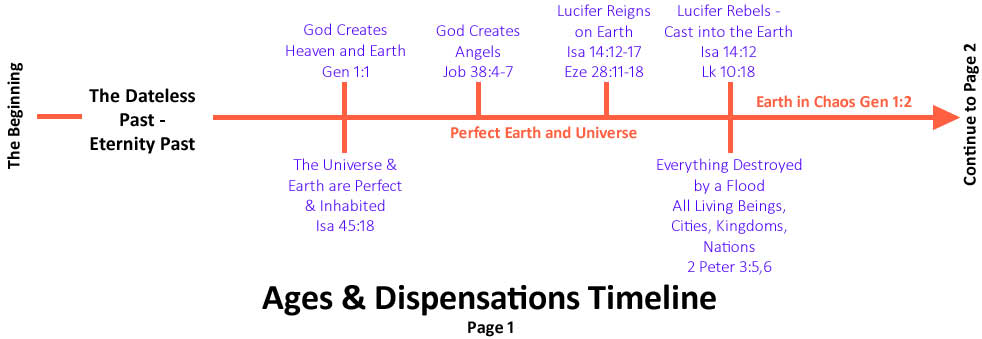 The Beginning
The Dateless
Past -
Eternity Past
God Creates
Heaven and Earth
Gen 1:1
The Universe &
Earth are Perfect
& Inhabited
Isa 45:18
God Creates
Angels
Job 38:4-7
Perfect Earth and Universe
Lucifer Reigns
on Earth
Isa 14:12-17
Eze 28:11-18
Lucifer Rebels -
Cast into the Earth
Isa 14:12
Lk 10:18
Everything Destroyed
by a Flood
All Living Beings,
Cities, Kingdoms,
Nations
2 Peter 3:5,6
Earth in Chaos Gen 1:2
Continue to Page 2
Ages & Dispensations Timeline
Page 1